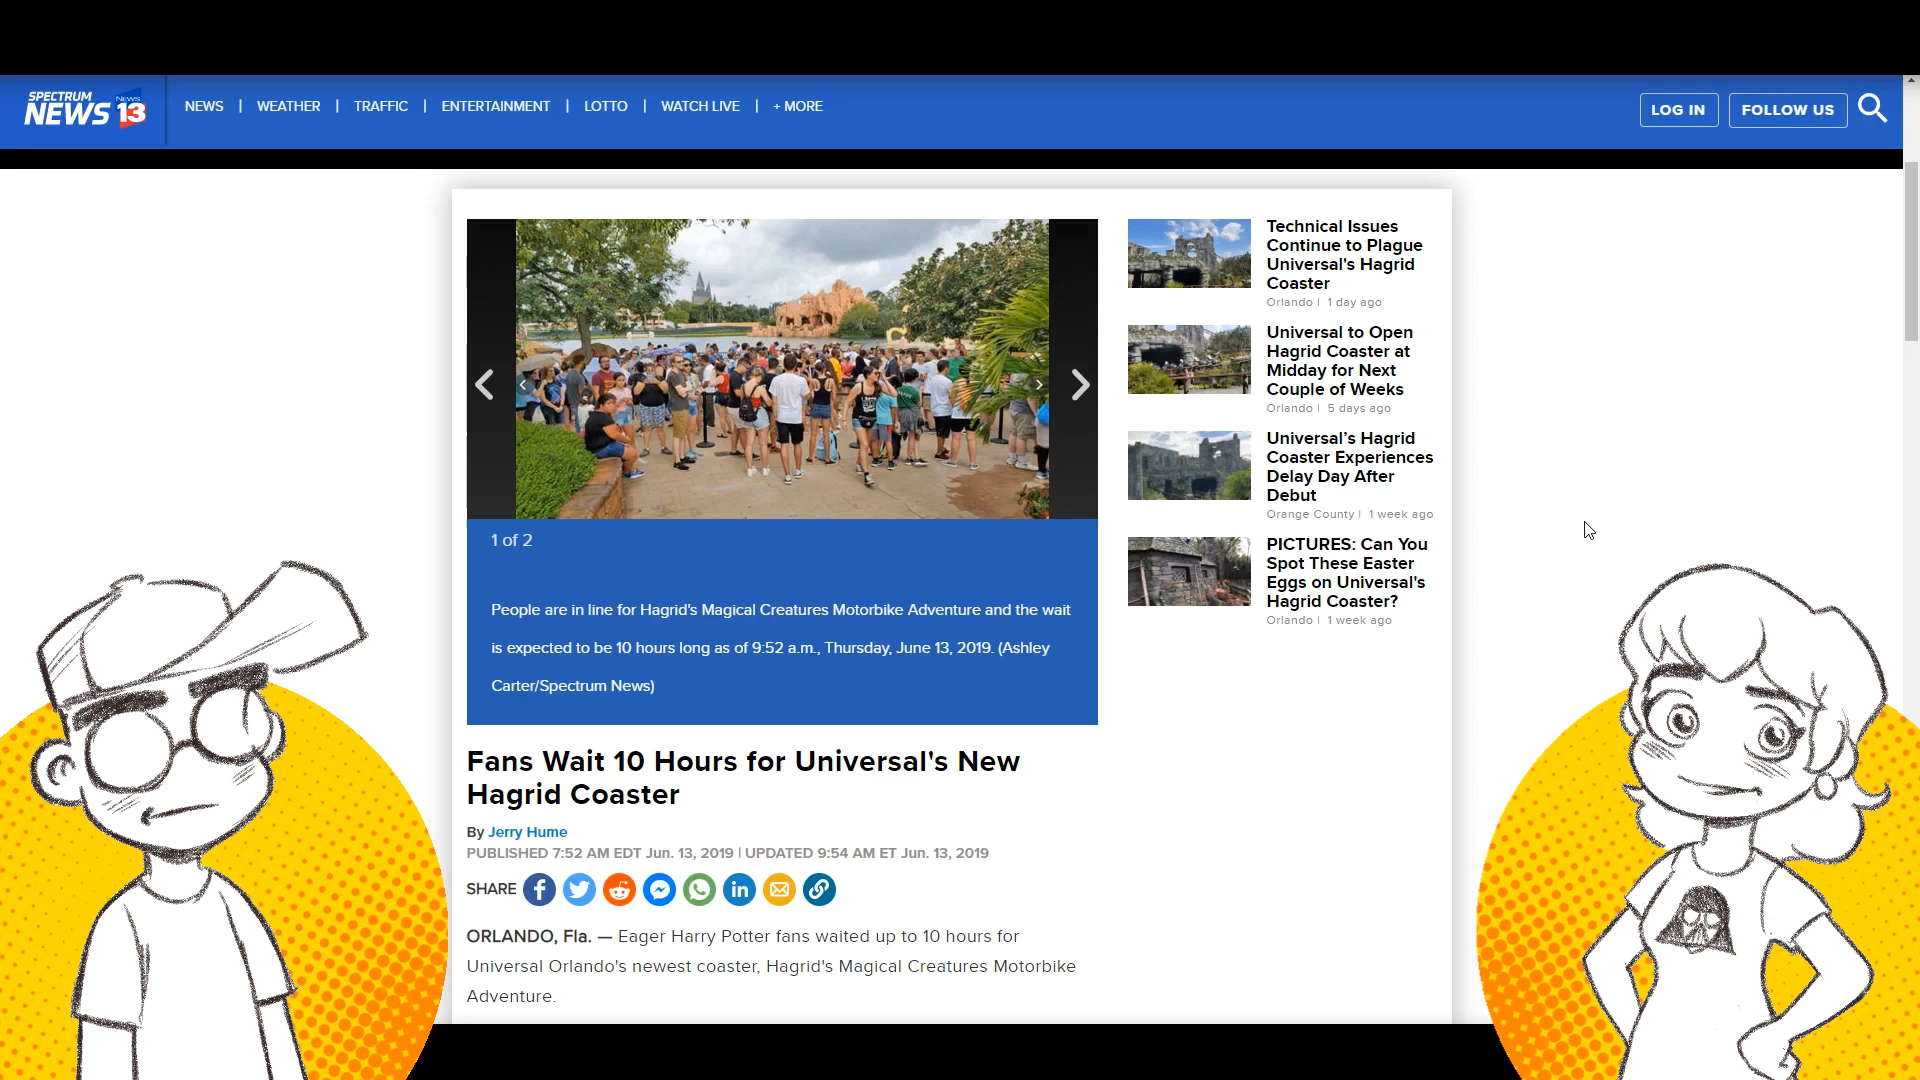 SPECTRUM
NEWS NEWS 13
NEWS | WEATHER | TRAFFIC | ENTERTAINMENT | LOTTO | WATCH LIVE | + MORE
LOG IN FOLLOW US
1 of 2
People are in line for Hagrid's Magical Creatures Motorbike Adventure and the wait
is expected to be 10 hours long as of 9:52 a.m., Thursday, June 13, 2019. (Ashley
Carter/Spectrum News)
Fans Wait 10 Hours for Universal's New
Hagrid Coaster
By Jerry Hume
PUBLISHED 7:52 AM EDT Jun. 13, 2019 | UPDATED 9:54 AM ET Jun. 13, 2019
SHARE
ORLANDO, Fla. — Eager Harry Potter fans waited up to 10 hours for
Universal Orlando's newest coaster, Hagrid's Magical Creatures Motorbike
Adventure.
Technical Issues
Continue to Plague
Universal's Hagrid
Coaster
Orlando | 1 day ago
Universal to Open
Hagrid Coaster at
Midday for Next
Couple of Weeks
Orlando | 5 days ago
Universal’s Hagrid
Coaster Experiences
Delay Day After
Debut
Orange County | 1 week ago
PICTURES: Can You
Spot These Easter
Eggs on Universal's
Hagrid Coaster?
Orlando | 1 week ago